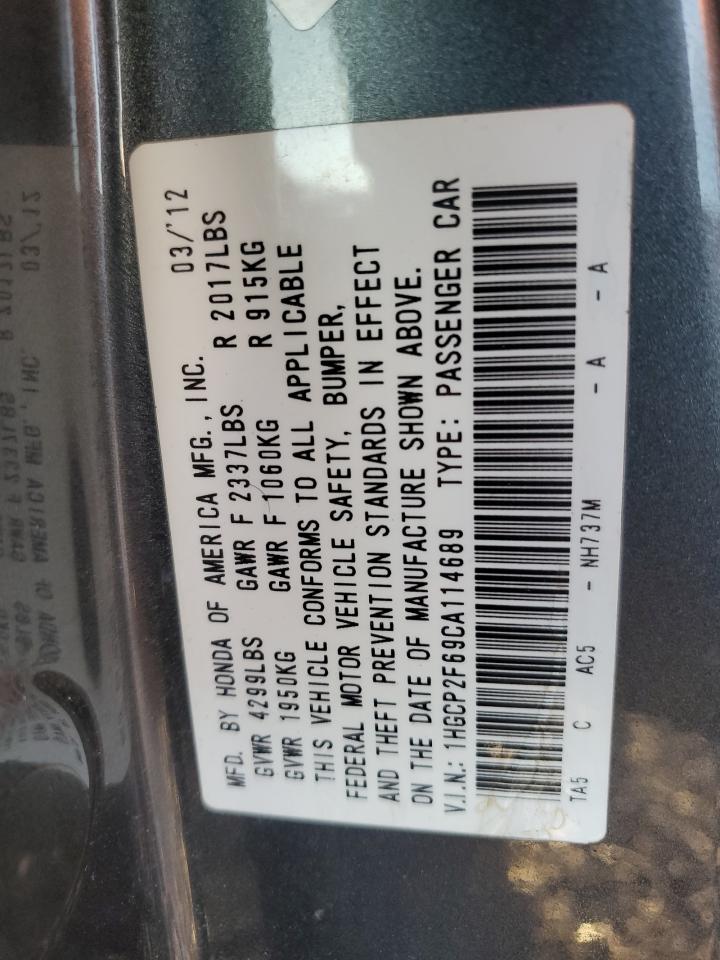 MFD. BY HONDA OF AMERICA MFG., INC. 03/'12
GVWR 4299LBS GAWR F 2337LBS R 2017LBS
GVWR 1950KG GAWR F 1060KG R 915KG
THIS VEHICLE CONFORMS TO ALL APPLICABLE
FEDERAL MOTOR VEHICLE SAFETY, BUMPER,
AND THEFT PREVENTION STANDARDS IN EFFECT
ON THE DATE OF MANUFACTURE SHOWN ABOVE.
V.I.N.: 1HGCP2F69CA114689 TYPE: PASSENGER CAR
TA5 C AC5 - NH737M - A - A